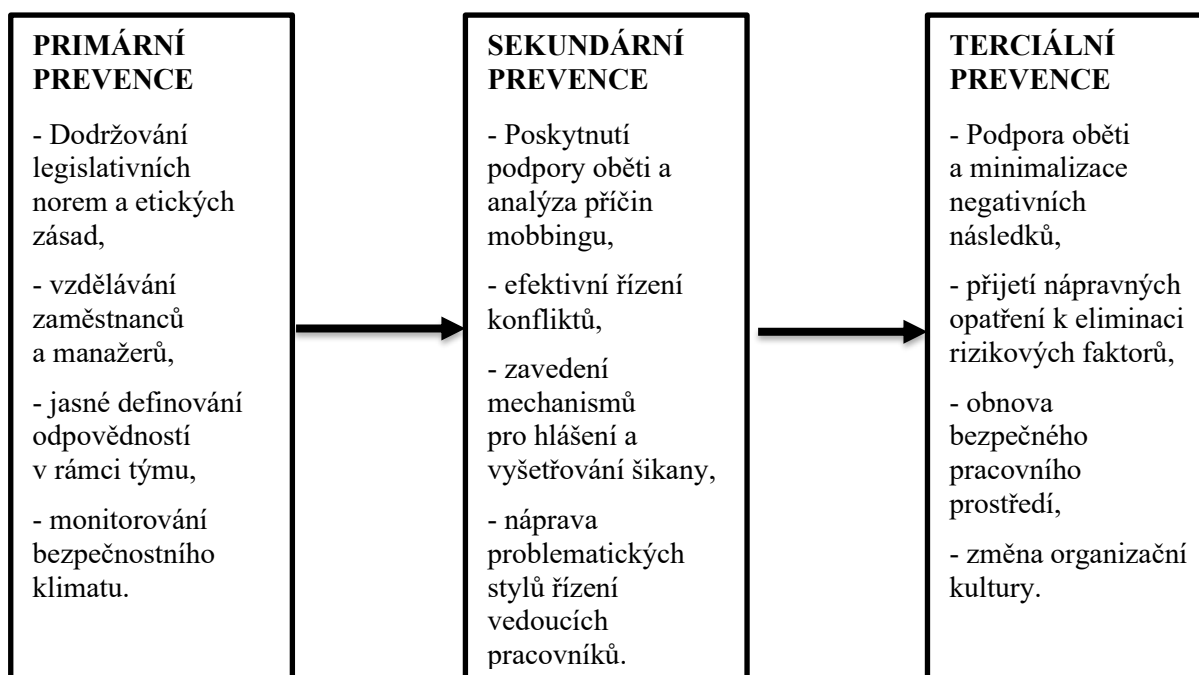 PRIMÁRNÍ
PREVENCE
- Dodržování
legislativních
norem a etických
zásad,
- vzdělávání
zaměstnanců
a manažerů,
- jasné definování
odpovědností
v rámci týmu,
- monitorování
bezpečnostního
klimatu.
SEKUNDÁRNÍ
PREVENCE
- Poskytnutí
podpory oběti a
analýza příčin
mobbingu,
- efektivní řízení
konfliktů,
- zavedení
mechanismů
pro hlášení a
vyšetřování šikany,
- náprava
problematických
stylů řízení
vedoucích
pracovníků.
TERCIÁLNÍ
PREVENCE
- Podpora oběti
a minimalizace
negativních
následků,
- přijetí nápravných
opatření k eliminaci
rizikových faktorů,
- obnova
bezpečného
pracovního
prostředí,
- změna organizační
kultury.